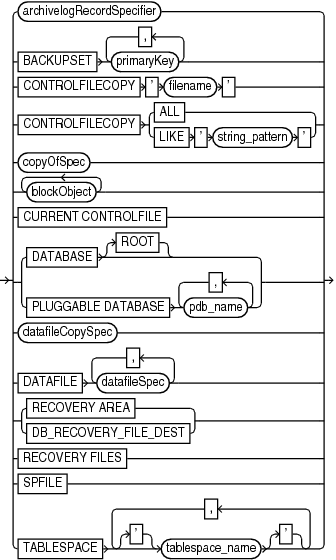 archivelogRecordSpecifier
,
BACKUPSET primaryKey
CONTROLFILECOPY ' filename '
CONTROLFILECOPY
ALL
LIKE ' string_pattern '
copyOfSpec
blockObject
CURRENT CONTROLFILE
ROOT
DATABASE
,
PLUGGABLE DATABASE pdb_name
datafileCopySpec
,
DATAFILE datafileSpec
RECOVERY AREA
DB_RECOVERY_FILE_DEST
RECOVERY FILES
SPFILE
,
TABLESPACE ' tablespace_name '